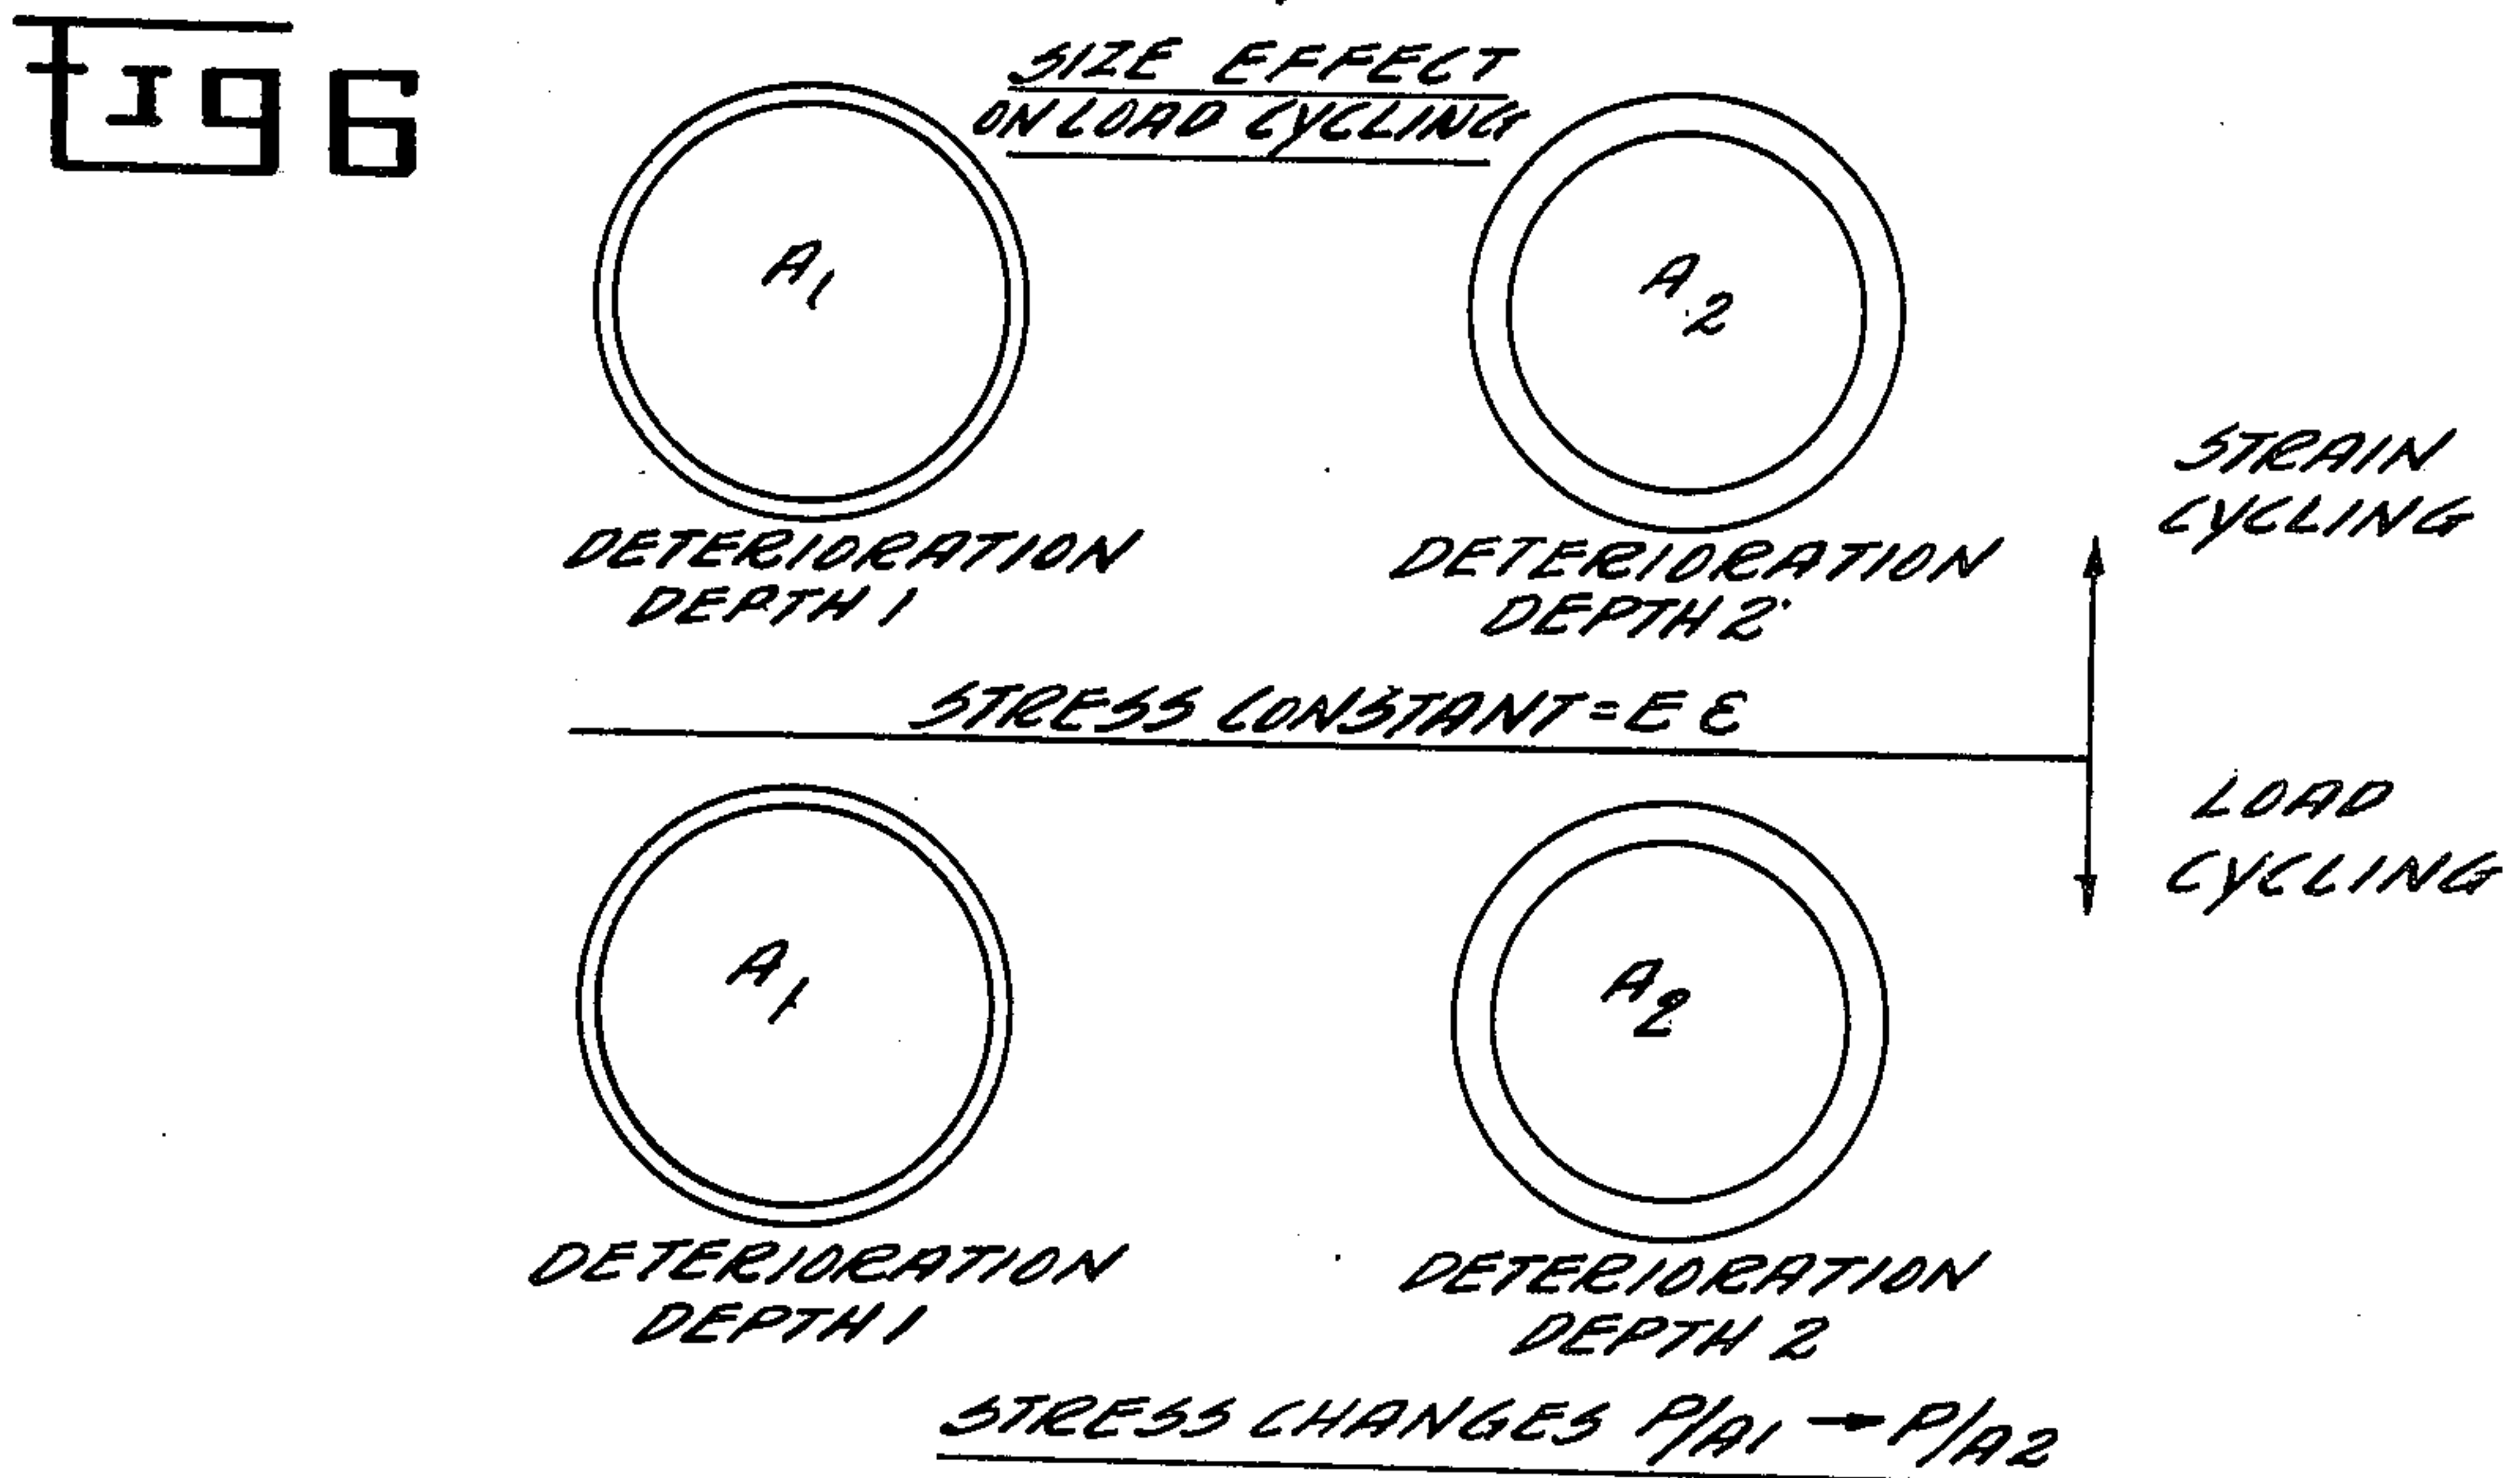 FIG 6
SIZE EFFECT
ON LOAD CYCLING
A1
A2
DETERIORATION
DEPTH 1
DETERIORATION
DEPTH 2
STRAIN
CYCLING
STRESS CONSTANT = E ε
LOAD
CYCLING
A1
A2
DETERIORATION
DEPTH 1
DETERIORATION
DEPTH 2
STRESS CHANGES P/A1 → P/A2